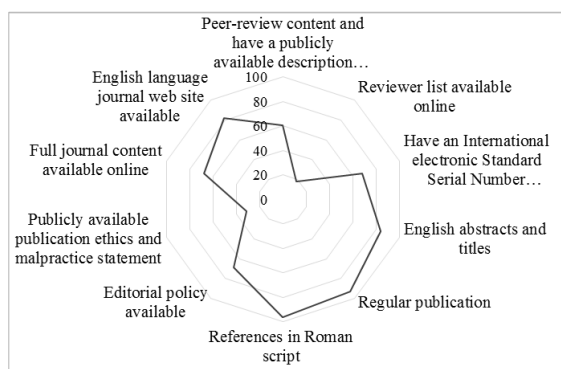 Peer-review content and
have a publicly
available description…
Reviewer list available
online
Have an International
electronic Standard
Serial Number…
English abstracts and
titles
Regular publication
References in Roman
script
Editorial policy
available
Publicly available
publication ethics and
malpractice statement
Full journal content
available online
English language
journal web site
available
100
80
60
40
20
0